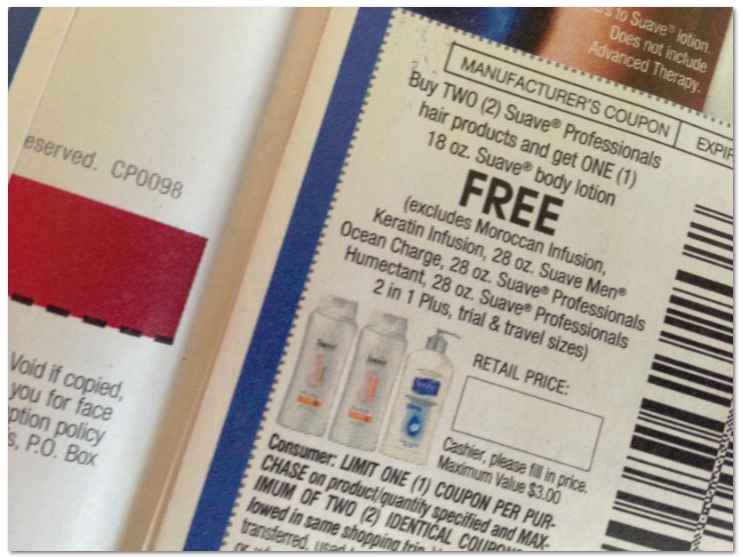 eserved. CP0098
Void if copied,
you for face
ption policy
s, P.O. Box
rs to Suave® lotion.
Does not include
Advanced Therapy.
MANUFACTURER'S COUPON
EXPIR
Buy TWO (2) Suave® Professionals
hair products and get ONE (1)
18 oz. Suave® body lotion
FREE
(excludes Moroccan Infusion,
Keratin Infusion, 28 oz. Suave Men®
Ocean Charge, 28 oz. Suave® Professionals
Humectant, 28 oz. Suave® Professionals
2 in 1 Plus, trial & travel sizes)
RETAIL PRICE:
Cashier, please fill in price.
Maximum Value $3.00
Consumer: LIMIT ONE (1) COUPON PER PUR-
CHASE on product/quantity specified and MAX-
IMUM OF TWO (2) IDENTICAL COUPONS
lowed in same shopping trip.
transferred, used